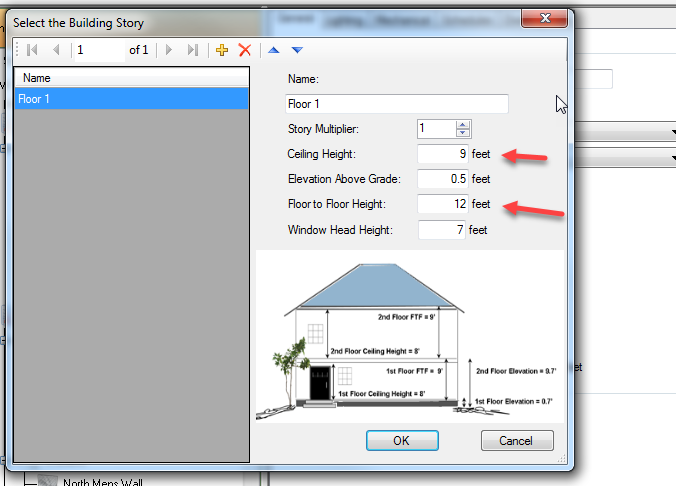 General
Select the Building Story
1 of 1
Name
Floor 1
Name:
Floor 1
Story Multiplier: 1
Ceiling Height: 9 feet
Elevation Above Grade: 0.5 feet
Floor to Floor Height: 12 feet
Window Head Height: 7 feet
2nd Floor FTF = 9'
2nd Floor Ceiling Height = 8'
1st Floor FTF = 9'
2nd Floor Elevation = 9.7'
1st Floor Ceiling Height = 8'
1st Floor Elevation = 0.7'
OK
Cancel
North Mens Wall